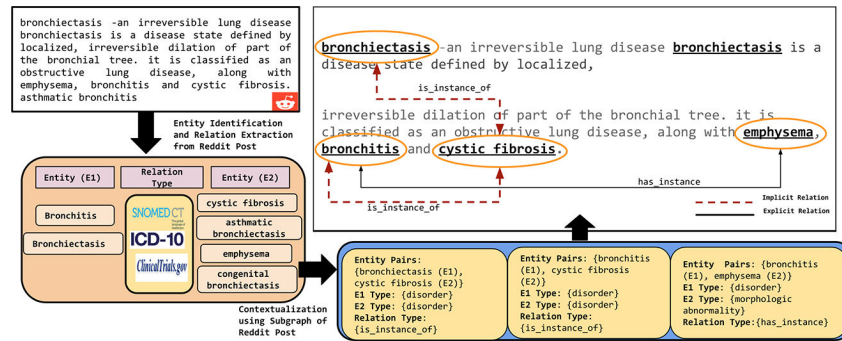 bronchiectasis -an irreversible lung disease
bronchiectasis is a disease state defined by
localized, irreversible dilation of part of
the bronchial tree. it is classified as an
obstructive lung disease, along with
emphysema, bronchitis and cystic fibrosis.
asthmatic bronchitis
Entity Identification
and Relation Extraction
from Reddit Post
Entity (E1)
Relation
Type
Entity (E2)
Bronchitis
Bronchiectasis
SNOMED CT
ICD-10
ClinicalTrials.gov
cystic fibrosis
asthmatic
bronchiectasis
emphysema
congenital
bronchiectasis
Contextualization
using Subgraph of
Reddit Post
bronchiectasis -an irreversible lung disease bronchiectasis is a
disease state defined by localized,
is_instance_of
irreversible dilation of part of the bronchial tree. it is
classified as an obstructive lung disease, along with emphysema,
bronchitis and cystic fibrosis.
has_instance
is_instance_of
Implicit Relation
Explicit Relation
Entity Pairs:
{bronchiectasis (E1),
cystic fibrosis (E2)}
E1 Type: {disorder}
E2 Type: {disorder}
Relation Type:
{is_instance_of}
Entity Pairs: {bronchitis
(E1), cystic fibrosis
(E2)}
E1 Type: {disorder}
E2 Type: {disorder}
Relation Type:
{is_instance_of}
Entity Pairs: {bronchitis
(E1), emphysema (E2)}
E1 Type: {disorder}
E2 Type: {morphologic
abnormality}
Relation Type:{has_instance}